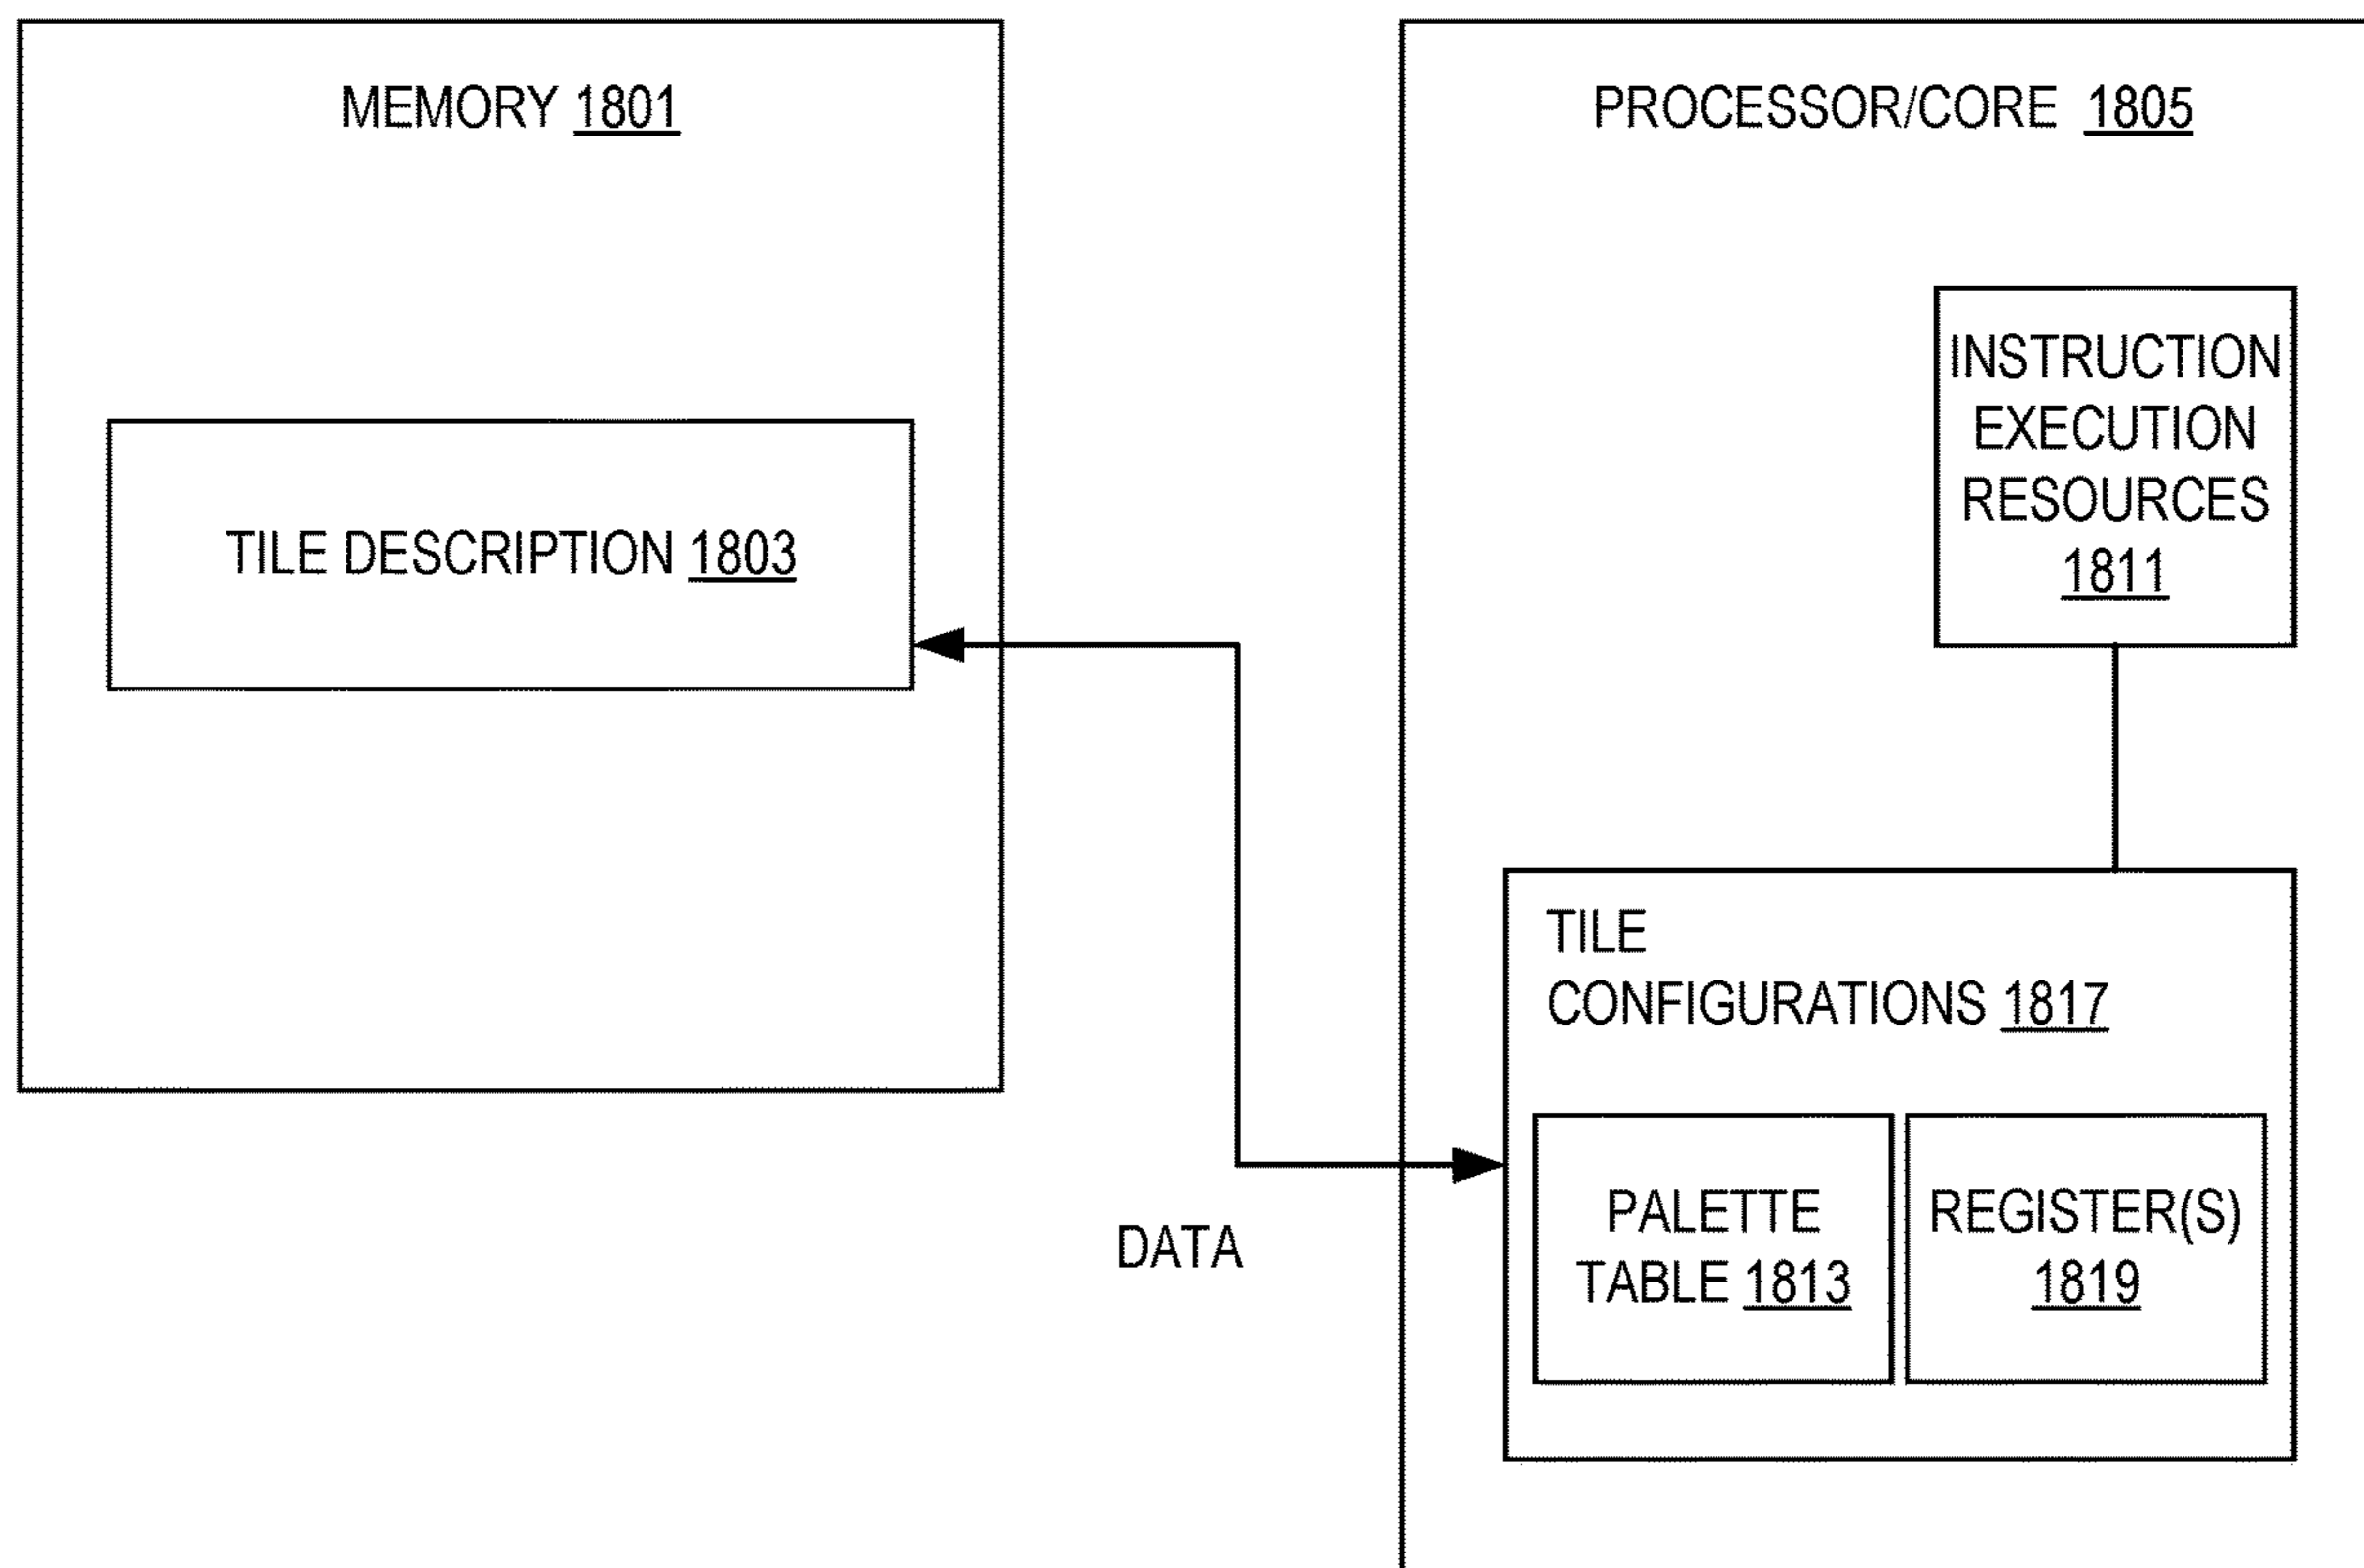 MEMORY 1801
TILE DESCRIPTION 1803
DATA
PROCESSOR/CORE 1805
INSTRUCTION
EXECUTION
RESOURCES
1811
TILE
CONFIGURATIONS 1817
PALETTE
TABLE 1813
REGISTER(S)
1819